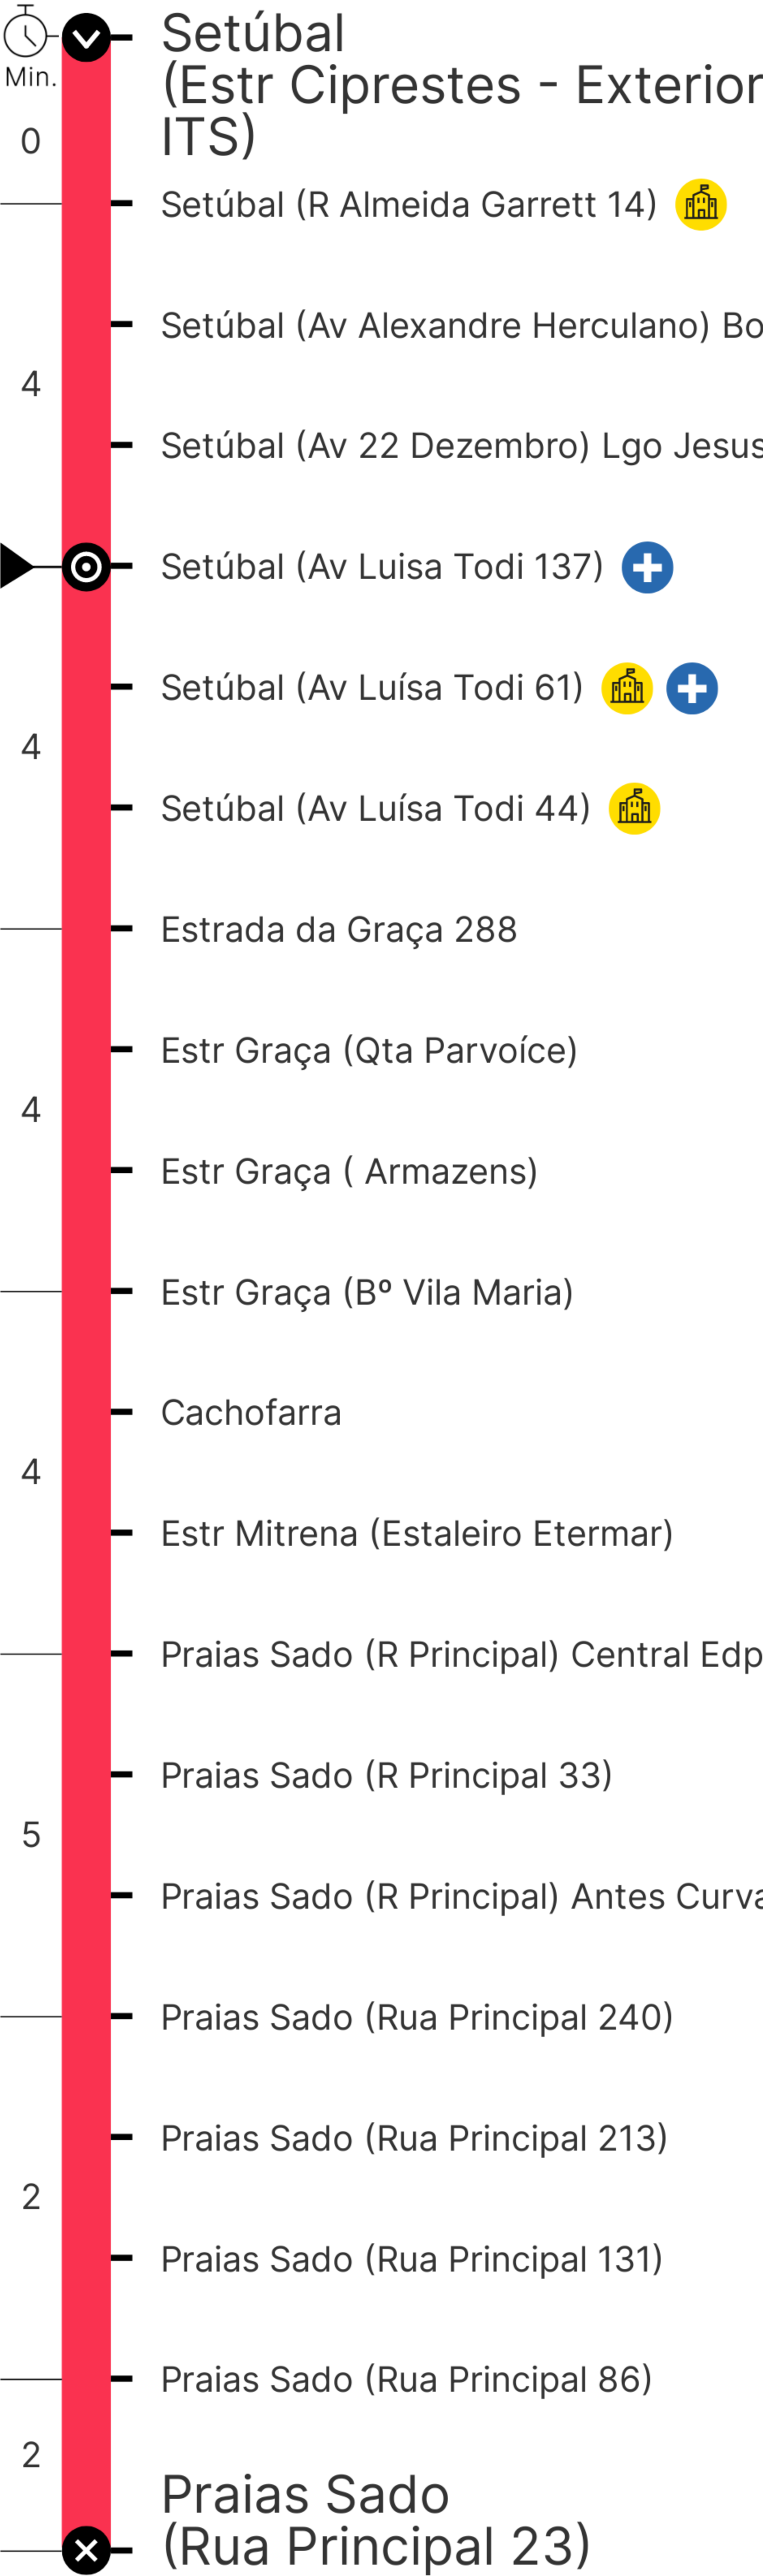 Setúbal
Min.
(Estr Ciprestes - Exterior
0
ITS)
Setúbal (R Almeida Garrett 14)
Setúbal (Av Alexandre Herculano)
4
Setúbal (Av 22 Dezembro) Lgo Jesus
Setúbal (Av Luisa Todi 137)
Setúbal (Av Luísa Todi 61)
4
Setúbal (Av Luísa Todi 44)
Estrada da Graça 288
Estr Graça (Qta Parvoíce)
4
Estr Graça ( Armazens)
Estr Graça (Bº Vila Maria)
Cachofarra
4
Estr Mitrena (Estaleiro Etermar)
Praias Sado (R Principal) Central Edp
Praias Sado (R Principal 33)
5
Praias Sado (R Principal) Antes Curva
Praias Sado (Rua Principal 240)
Praias Sado (Rua Principal 213)
2
Praias Sado (Rua Principal 131)
Praias Sado (Rua Principal 86)
2
Praias Sado
(Rua Principal 23)